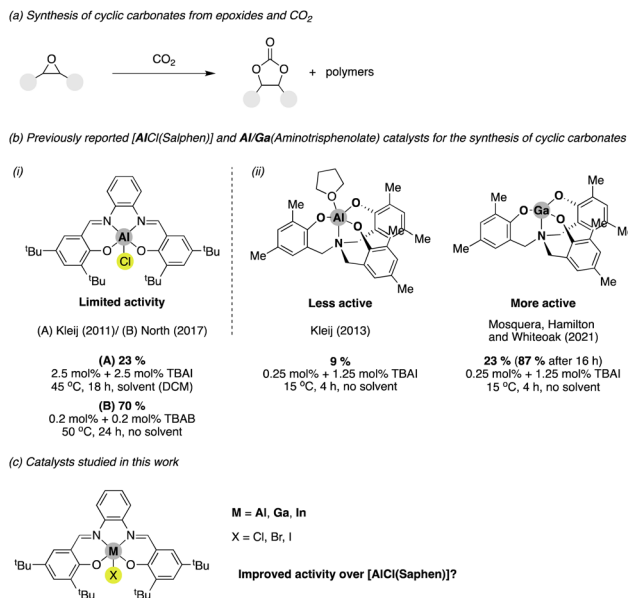 (a) Synthesis of cyclic carbonates from epoxides and CO2
O
CO2
O
O
O
+ polymers
(b) Previously reported [AlCl(Salphen)] and Al/Ga(Aminotrisphenolate) catalysts for the synthesis of cyclic carbonates
(i)
N
N
Al
O
O
Cl
tBu
tBu
tBu
tBu
Limited activity
(A) Kleij (2011)/ (B) North (2017)
(A) 23 %
2.5 mol% + 2.5 mol% TBAI
45 ºC, 18 h, solvent (DCM)
(B) 70 %
0.2 mol% + 0.2 mol% TBAB
50 ºC, 24 h, no solvent
(ii)
O
Me
Me
O
Al
O
O
N
Me
Me
Me
Me
Less active
Kleij (2013)
9 %
0.25 mol% + 1.25 mol% TBAI
15 ºC, 4 h, no solvent
Me
Me
O
Ga
O
O
N
Me
Me
Me
Me
More active
Mosquera, Hamilton
and Whiteoak (2021)
23 % (87 % after 16 h)
0.25 mol% + 1.25 mol% TBAI
15 ºC, 4 h, no solvent
(c) Catalysts studied in this work
N
N
M
O
O
X
tBu
tBu
tBu
tBu
M = Al, Ga, In
X = Cl, Br, I
Improved activity over [AlCl(Saphen)]?